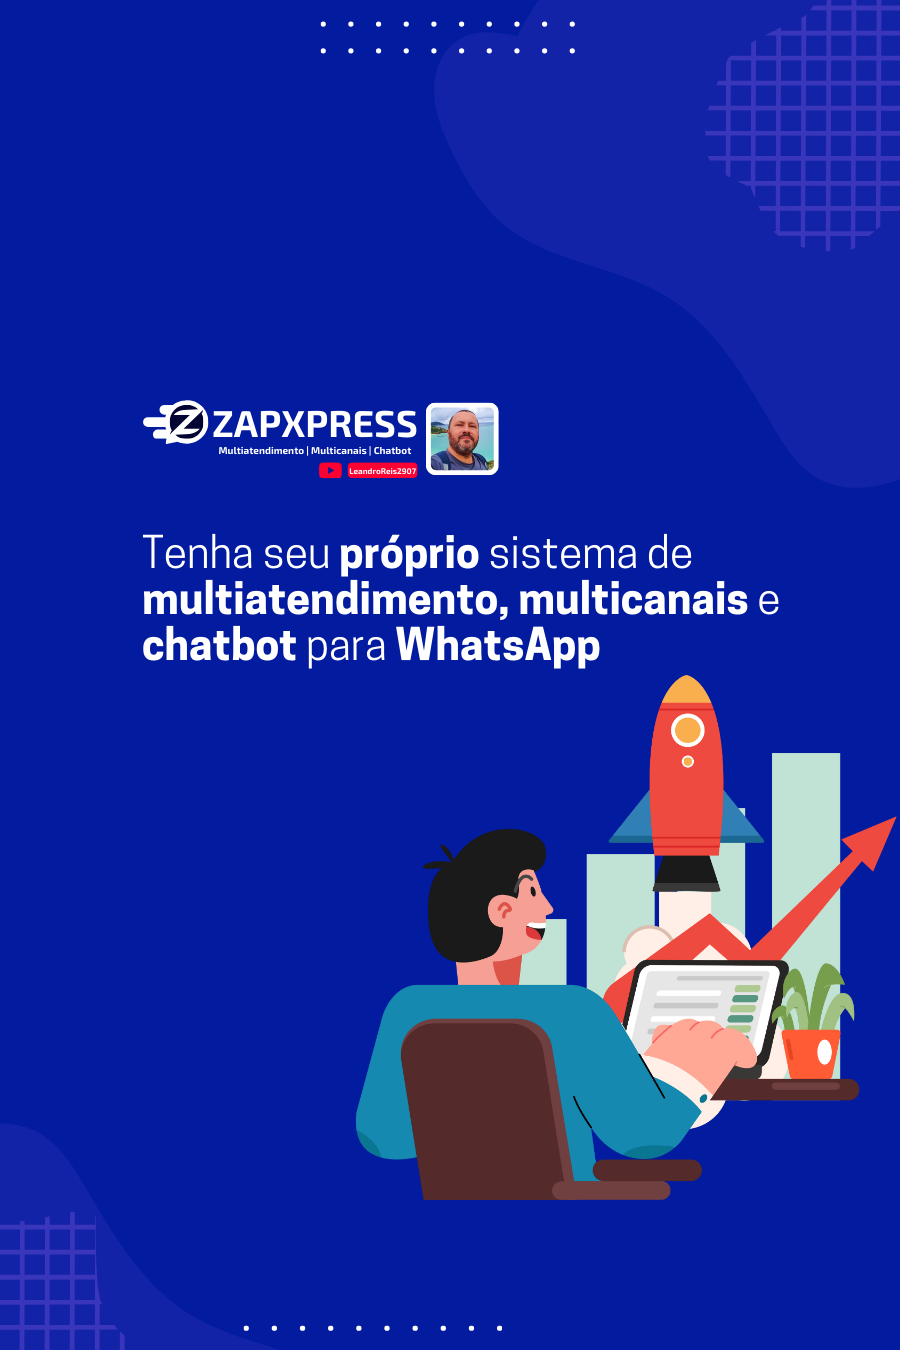 ZAPXPRESS
Multiatendimento | Multicanais | Chatbot
LeandroReis2907
Tenha seu próprio sistema de
multiatendimento, multicanais e
chatbot para WhatsApp